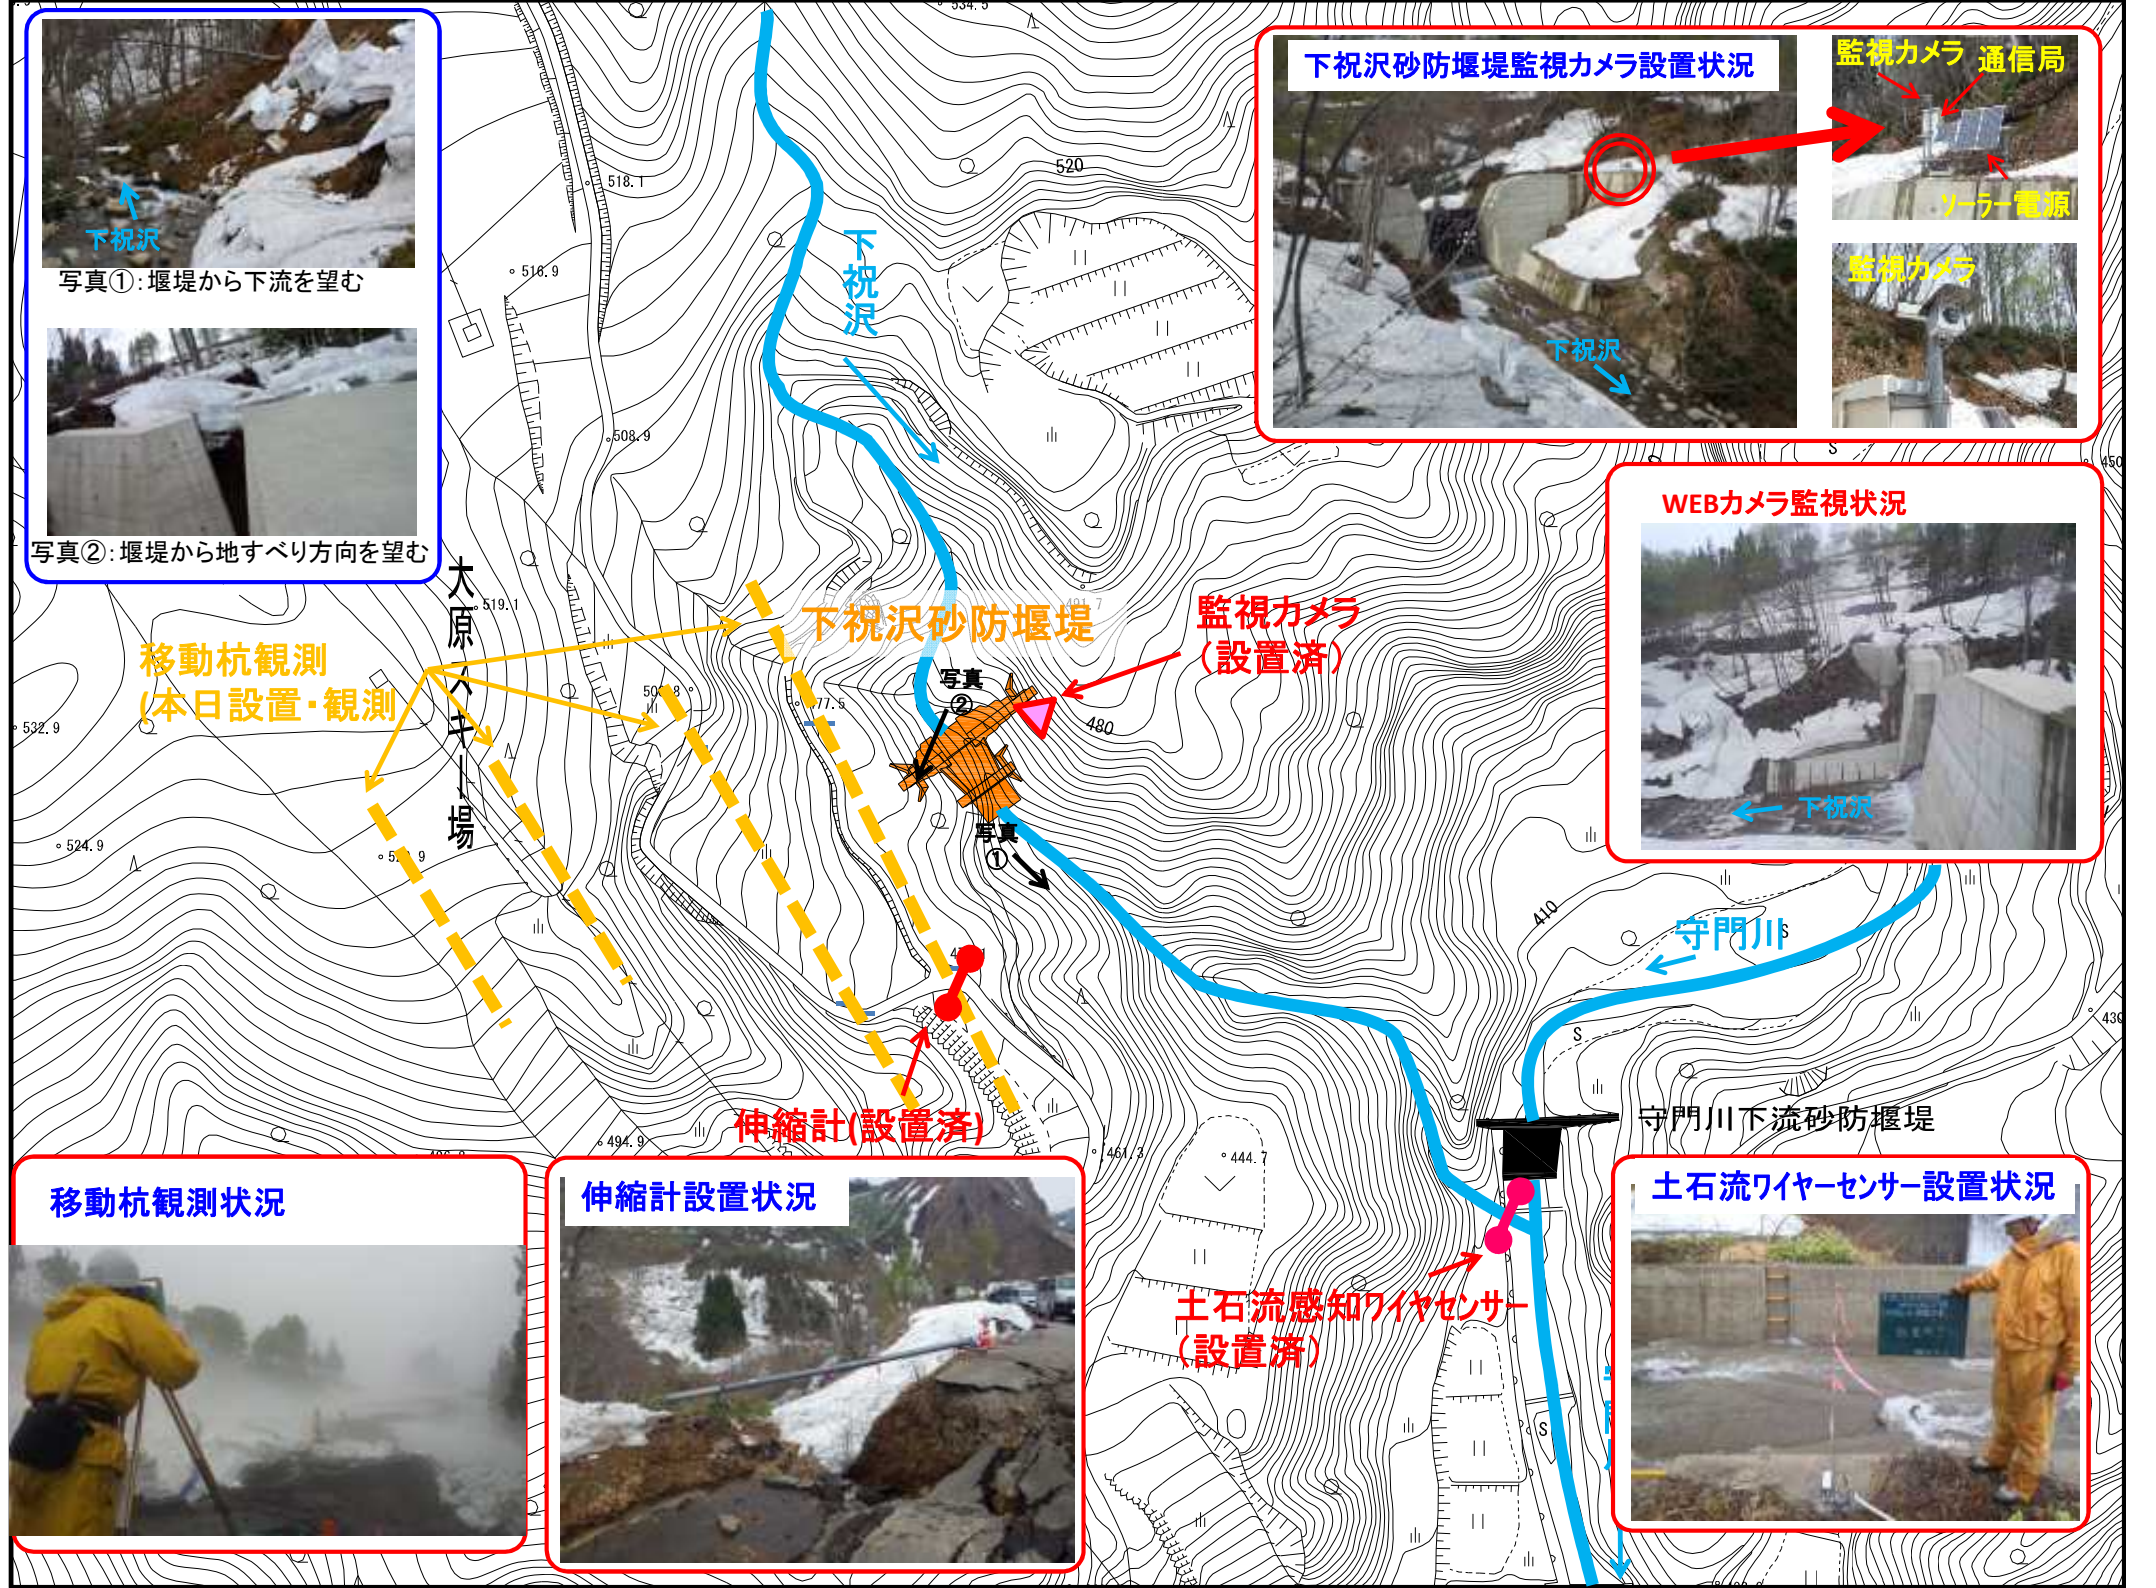 534.5
下祝沢
写真①：堰堤から下流を望む
写真②：堰堤から地すべり方向を望む
下祝沢砂防堰堤監視カメラ設置状況
下祝沢
監視カメラ
通信局
ソーラー電源
監視カメラ
WEBカメラ監視状況
下祝沢
518.1
520
516.9
下祝沢
508.9
S
450
大原スキー場
519.1
491.7
下祝沢砂防堰堤
監視カメラ
（設置済）
移動杭観測
(本日設置・観測
532.9
477.5
480
写真
②
524.9
写真
①
410
守門川
S
430
S
伸縮計(設置済)
494.9
461.3
444.7
守門川下流砂防堰堤
土石流感知ワイヤセンサー
（設置済）
S
移動杭観測状況
伸縮計設置状況
土石流ワイヤーセンサー設置状況